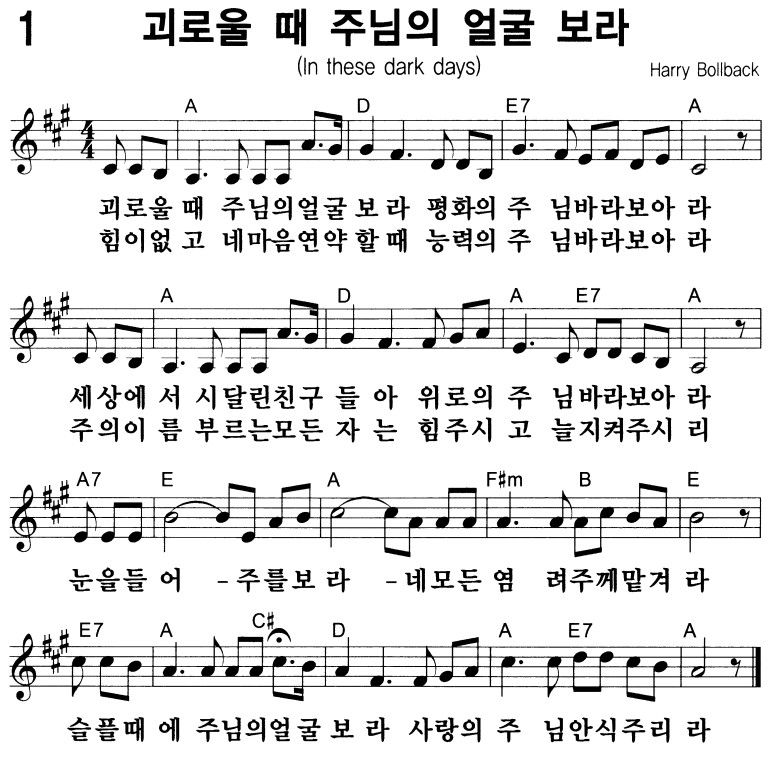 1 괴로울 때 주님의 얼굴 보라
(In these dark days)
Harry Bollback
A D E7 A
괴로울 때 주님의얼굴 보 라 평화의 주 님바라보아 라
힘이없 고 네마음연약 할 때 능력의 주 님바라보아 라
A D A E7 A
세상에 서 시달린친구 들 아 위로의 주 님바라보아 라
주의이 름 부르는모든 자 는 힘주시 고 늘지켜주시 리
A7 E A F#m B E
눈을들 어 - 주를보 라 - 네모든 염 려주께맡겨 라
E7 A C# D A E7 A
슬플때 에 주님의얼굴 보 라 사랑의 주 님안식주리 라